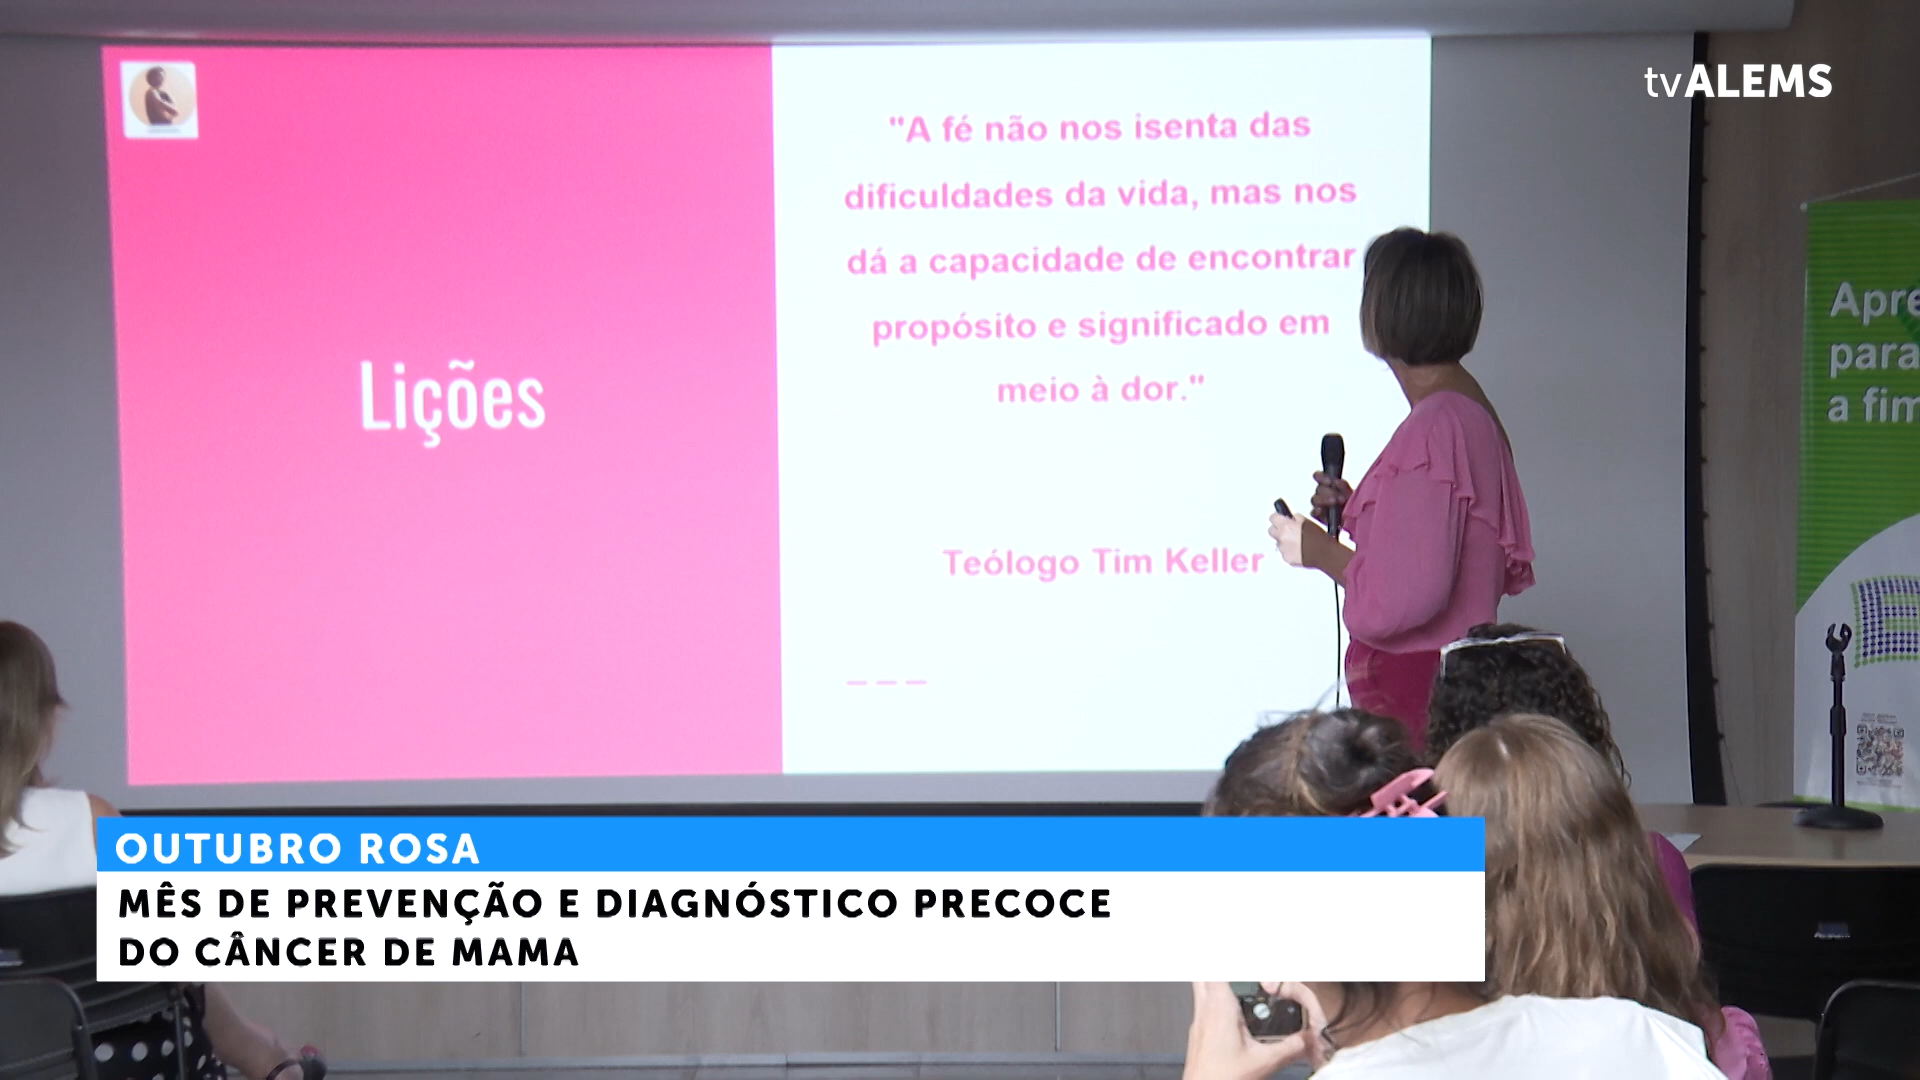 tvALEMS
"A fé não nos isenta das
dificuldades da vida, mas nos
dá a capacidade de encontrar
propósito e significado em
meio à dor."
Lições
Teólogo Tim Keller
Apre
para
a fim
OUTUBRO ROSA
MÊS DE PREVENÇÃO E DIAGNÓSTICO PRECOCE
DO CÂNCER DE MAMA